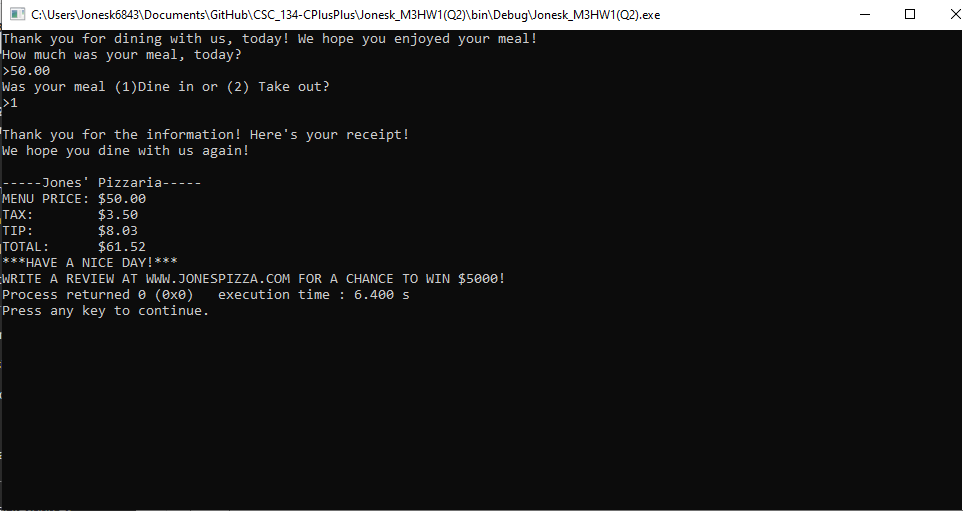 C:\Users\Jonesk6843\Documents\GitHub\CSC_134-CPlusPlus\Jonesk_M3HW1(Q2)\bin\Debug\Jonesk_M3HW1(Q2).exe
Thank you for dining with us, today! We hope you enjoyed your meal!
How much was your meal, today?
>50.00
Was your meal (1)Dine in or (2) Take out?
>1
Thank you for the information! Here's your receipt!
We hope you dine with us again!
-----Jones' Pizzaria-----
MENU PRICE: $50.00
TAX:        $3.50
TIP:        $8.03
TOTAL:      $61.52
***HAVE A NICE DAY!***
WRITE A REVIEW AT WWW.JONESPIZZA.COM FOR A CHANCE TO WIN $5000!
Process returned 0 (0x0)   execution time : 6.400 s
Press any key to continue.